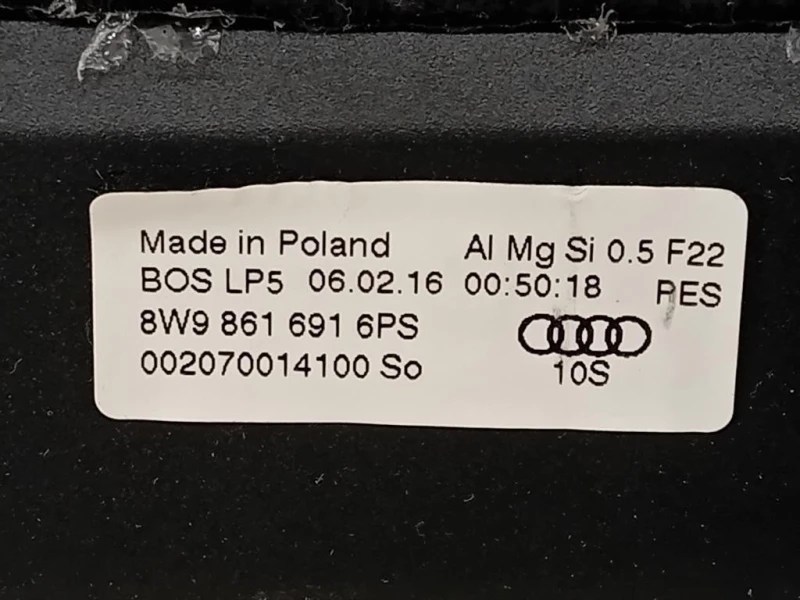 Made in Poland Al Mg Si 0.5 F22
BOS LP5 06.02.16 00:50:18 RES
8W9 861 691 6PS
002070014100 So 10S